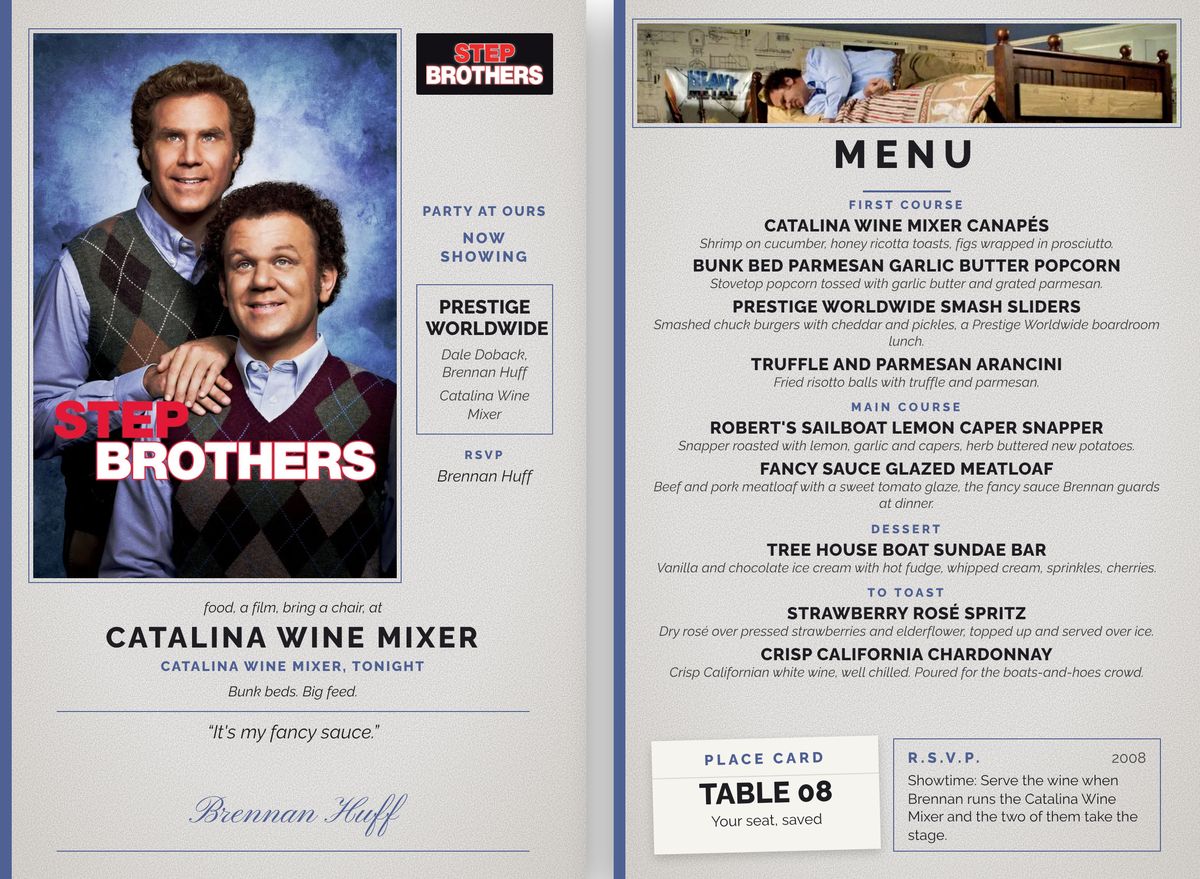 STEP
BROTHERS
STEP
BROTHERS
PARTY AT OURS
NOW
SHOWING
PRESTIGE
WORLDWIDE
Dale Doback,
Brennan Huff
Catalina Wine
Mixer
RSVP
Brennan Huff
food, a film, bring a chair, at
CATALINA WINE MIXER
CATALINA WINE MIXER, TONIGHT
Bunk beds. Big feed.
“It's my fancy sauce.”
Brennan Huff
HEAVY
METAL
MENU
FIRST COURSE
CATALINA WINE MIXER CANAPÉS
Shrimp on cucumber, honey ricotta toasts, figs wrapped in prosciutto.
BUNK BED PARMESAN GARLIC BUTTER POPCORN
Stovetop popcorn tossed with garlic butter and grated parmesan.
PRESTIGE WORLDWIDE SMASH SLIDERS
Smashed chuck burgers with cheddar and pickles, a Prestige Worldwide boardroom
lunch.
TRUFFLE AND PARMESAN ARANCINI
Fried risotto balls with truffle and parmesan.
MAIN COURSE
ROBERT'S SAILBOAT LEMON CAPER SNAPPER
Snapper roasted with lemon, garlic and capers, herb buttered new potatoes.
FANCY SAUCE GLAZED MEATLOAF
Beef and pork meatloaf with a sweet tomato glaze, the fancy sauce Brennan guards
at dinner.
DESSERT
TREE HOUSE BOAT SUNDAE BAR
Vanilla and chocolate ice cream with hot fudge, whipped cream, sprinkles, cherries.
TO TOAST
STRAWBERRY ROSÉ SPRITZ
Dry rosé over pressed strawberries and elderflower, topped up and served over ice.
CRISP CALIFORNIA CHARDONNAY
Crisp Californian white wine, well chilled. Poured for the boats-and-hoes crowd.
PLACE CARD
TABLE 08
Your seat, saved
R.S.V.P. 2008
Showtime: Serve the wine when
Brennan runs the Catalina Wine
Mixer and the two of them take the
stage.